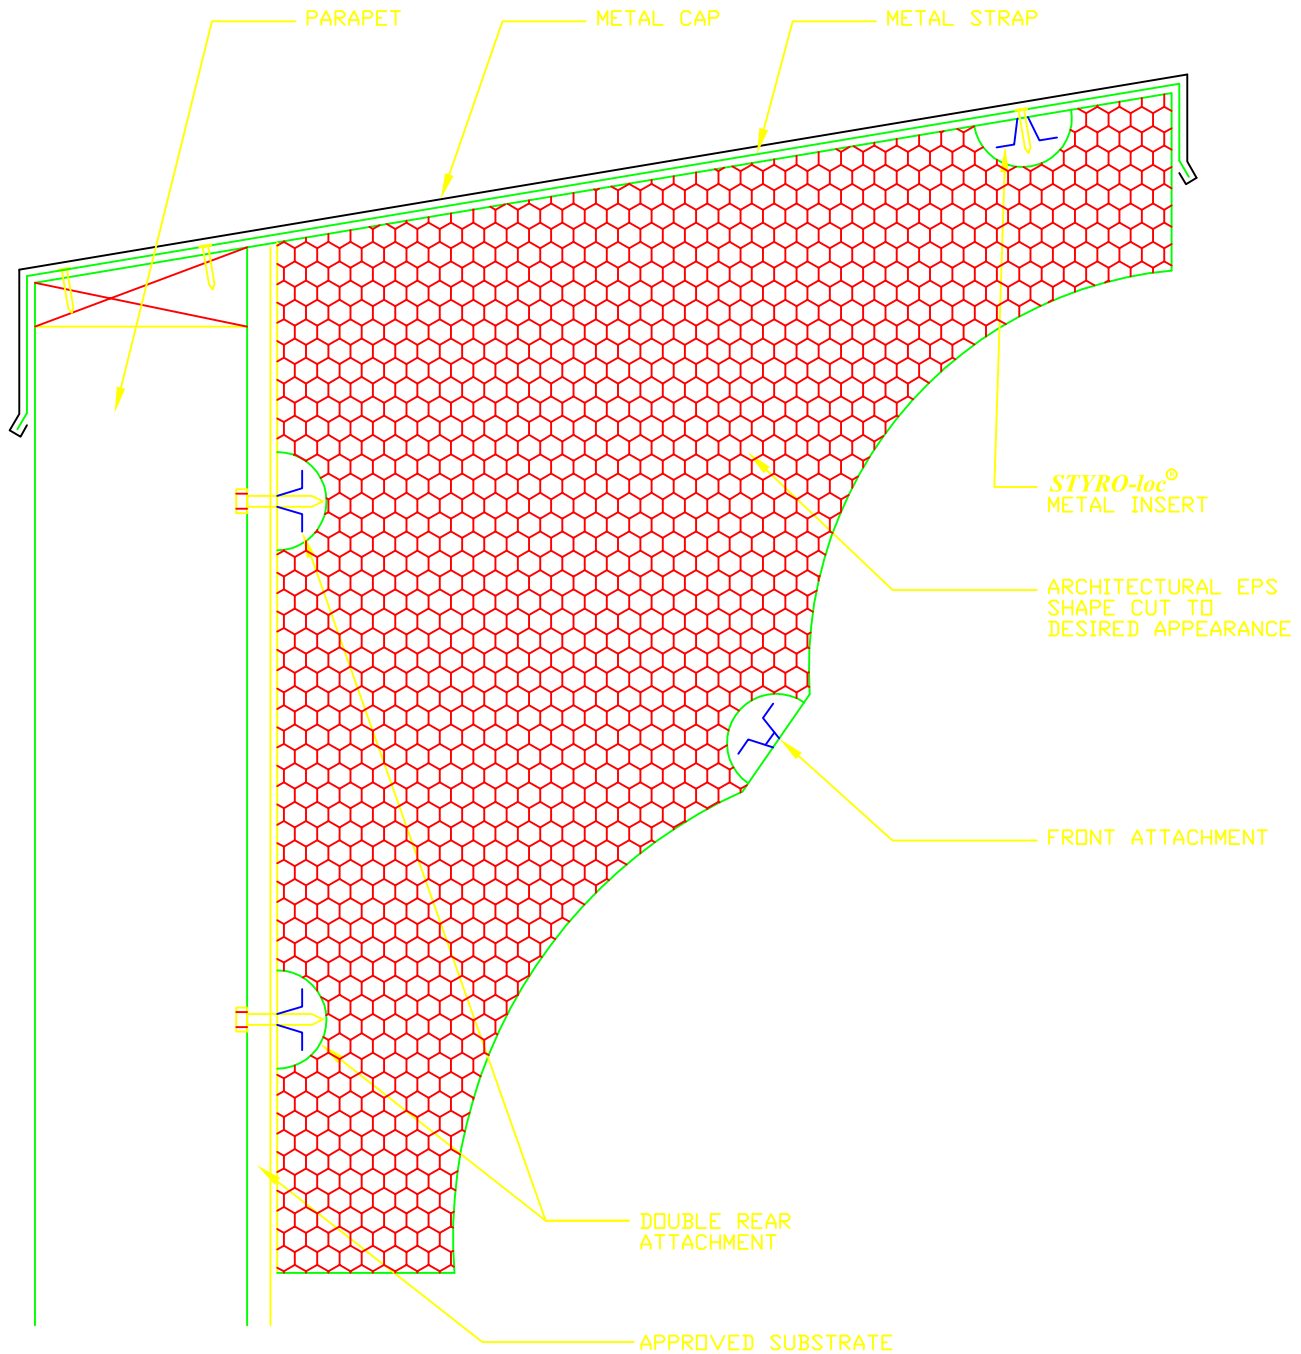 PARAPET
METAL CAP
METAL STRAP
STYRO-loc®
METAL INSERT
ARCHITECTURAL EPS
SHAPE CUT TO
DESIRED APPEARANCE
FRONT ATTACHMENT
DOUBLE REAR
ATTACHMENT
APPROVED SUBSTRATE